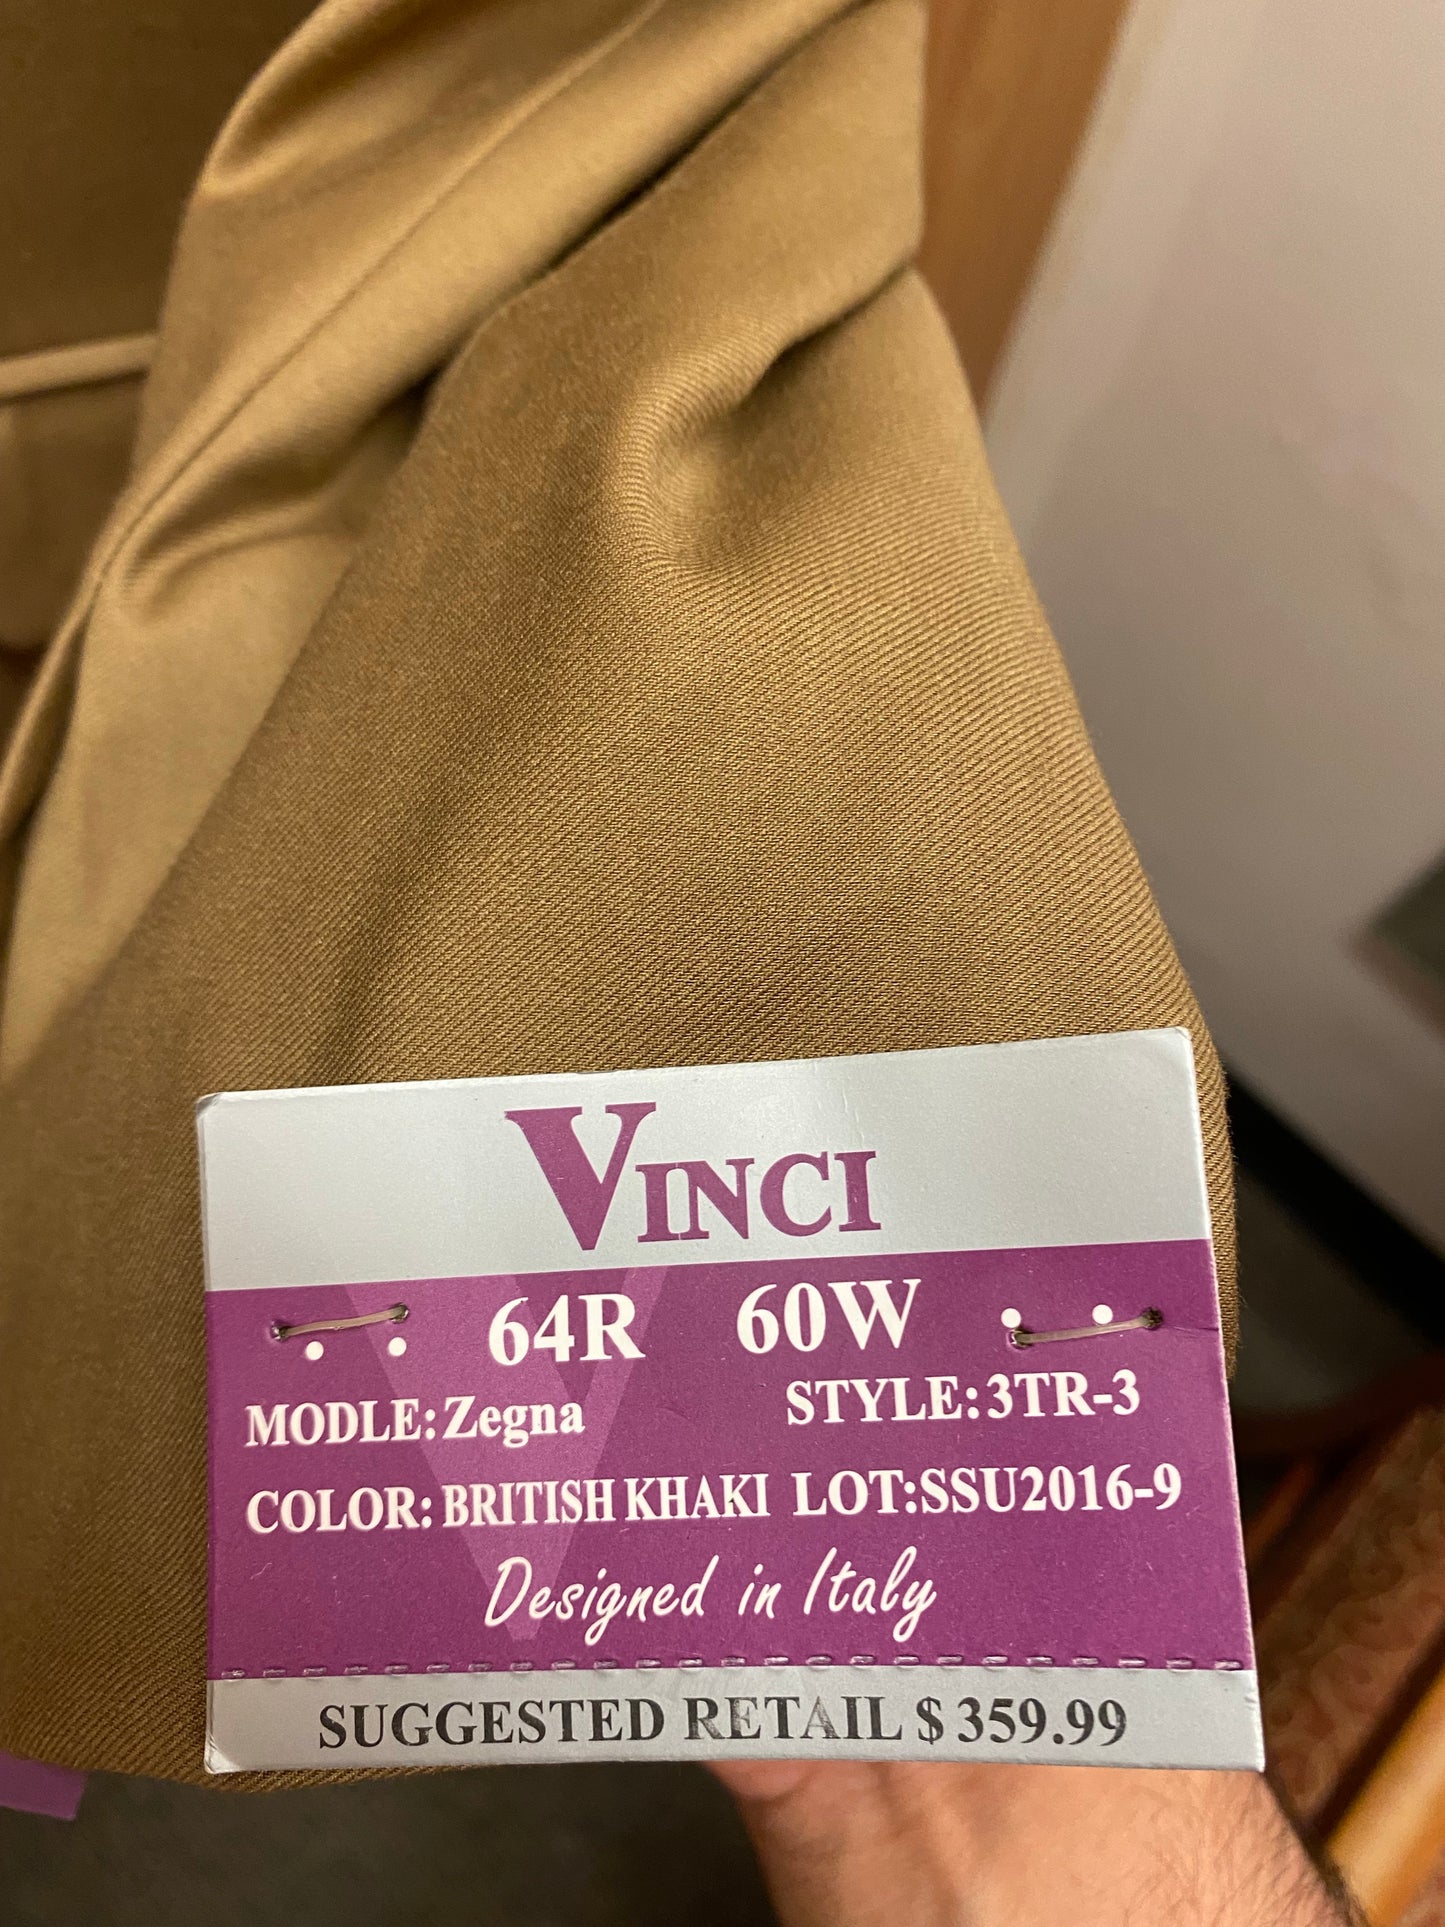 VINCI
64R 60W
MODLE: Zegna STYLE: 3TR-3
COLOR: BRITISH KHAKI LOT: SSU2016-9
Designed in Italy
SUGGESTED RETAIL $ 359.99